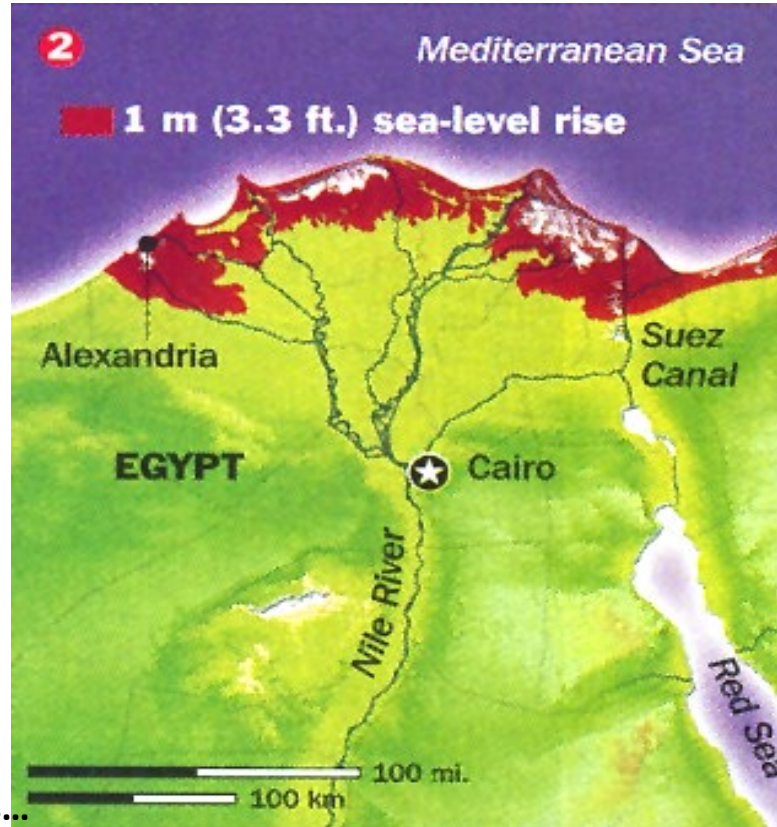 2
Mediterranean Sea
1 m (3.3 ft.) sea-level rise
Alexandria
Suez
Canal
EGYPT
Cairo
Nile River
Red Sea
100 mi.
100 km
...